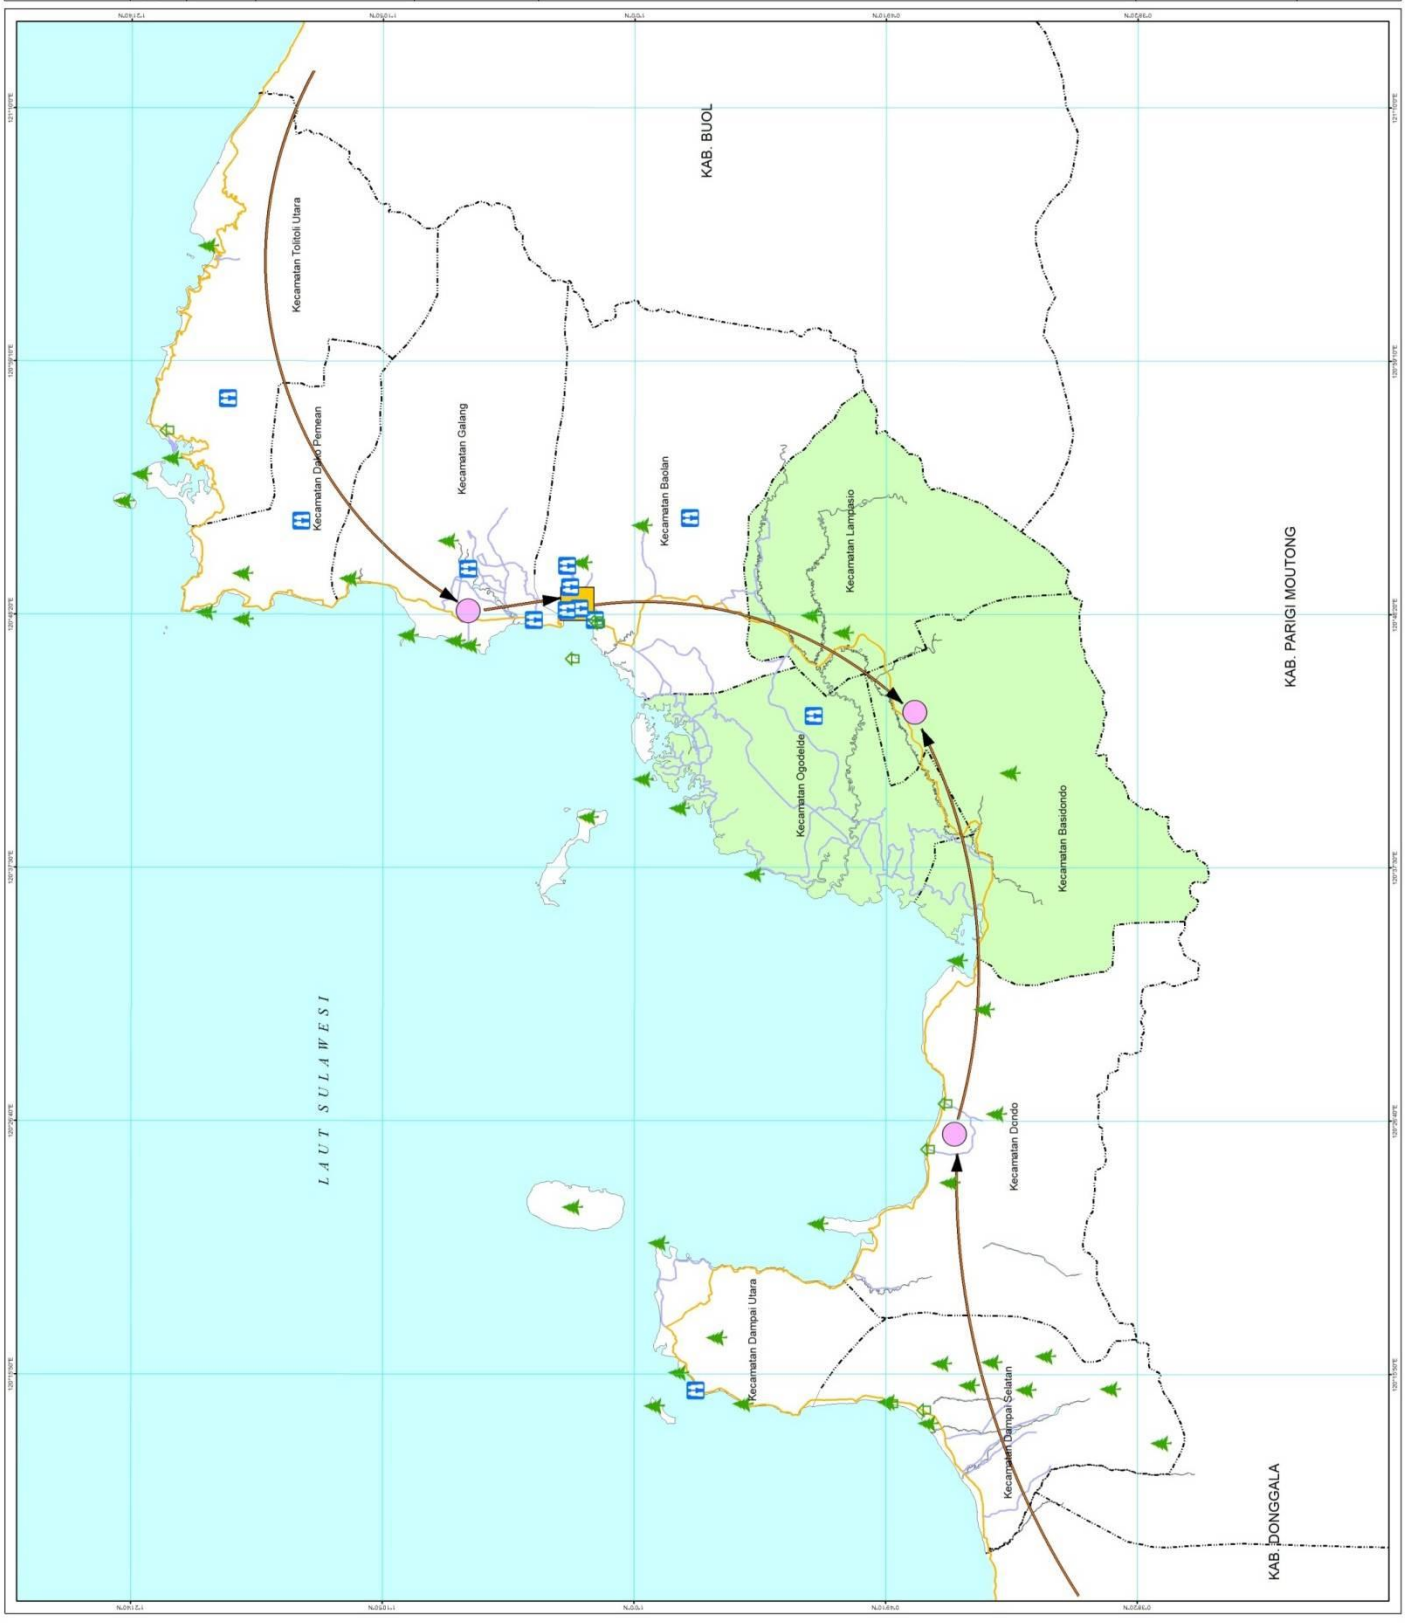 LAUT SULAWESI
KAB. BUOL
KAB. PARIGI MOUTONG
KAB. DONGGALA
Kecamatan Tolitoli Utara
Kecamatan Dako Pemean
Kecamatan Galang
Kecamatan Baolan
Kecamatan Lampasio
Kecamatan Ogodeide
Kecamatan Basidondo
Kecamatan Dondo
Kecamatan Dampal Utara
Kecamatan Dampal Selatan